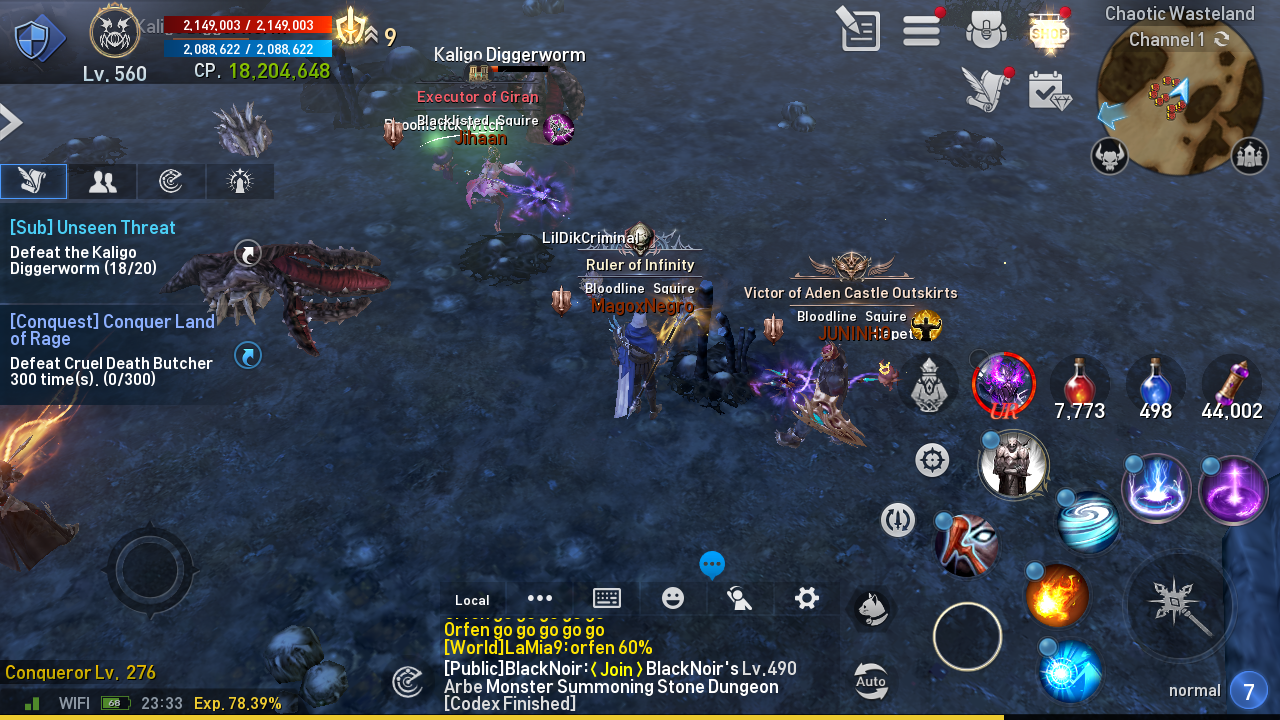 2,149,003 / 2,149,003
2,088,622 / 2,088,622
Lv. 560
CP. 18,204,648
9
SHOP
Chaotic Wasteland
Channel 1
Kaligo Diggerworm
Executor of Giran
Blacklisted Squire
Jihaan
[Sub] Unseen Threat
Defeat the Kaligo
Diggerworm (18/20)
[Conquest] Conquer Land
of Rage
Defeat Cruel Death Butcher
300 time(s). (0/300)
LilDikCriminal
Ruler of Infinity
Bloodline Squire
MagoxNegro
Victor of Aden Castle Outskirts
Bloodline Squire
UR
7,773
498
44,002
Local
Orfen go go go go go
[World]LaMia9:orfen 60%
[Public]BlackNoir:〈Join〉BlackNoir's Lv.490
Arbe Monster Summoning Stone Dungeon
[Codex Finished]
Auto
normal
7
Conqueror Lv. 276
WIFI
68
23:33
Exp. 78.39%